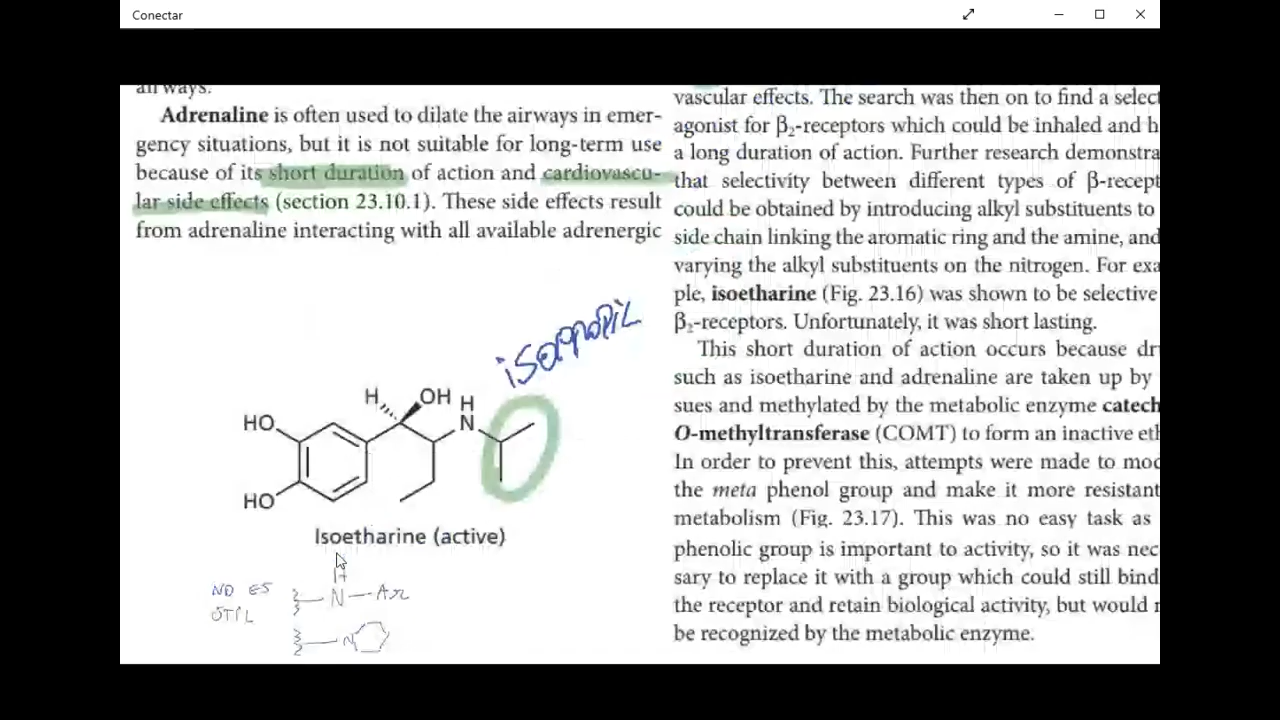 Conectar
airways.
Adrenaline is often used to dilate the airways in emer-
gency situations, but it is not suitable for long-term use
because of its short duration of action and cardiovascu-
lar side effects (section 23.10.1). These side effects result
from adrenaline interacting with all available adrenergic
isopropil
H
OH
H
N
HO
HO
Isoetharine (active)
NO ES
ÚTIL
H
N
Ar
N
vascular effects. The search was then on to find a select
agonist for β₂-receptors which could be inhaled and h
a long duration of action. Further research demonstra
that selectivity between different types of β-recept
could be obtained by introducing alkyl substituents to
side chain linking the aromatic ring and the amine, and
varying the alkyl substituents on the nitrogen. For exa
ple, isoetharine (Fig. 23.16) was shown to be selective
β₂-receptors. Unfortunately, it was short lasting.
This short duration of action occurs because dr
such as isoetharine and adrenaline are taken up by
sues and methylated by the metabolic enzyme catech
O-methyltransferase (COMT) to form an inactive eth
In order to prevent this, attempts were made to mod
the meta phenol group and make it more resistant
metabolism (Fig. 23.17). This was no easy task as
phenolic group is important to activity, so it was nec
sary to replace it with a group which could still bind
the receptor and retain biological activity, but would n
be recognized by the metabolic enzyme.